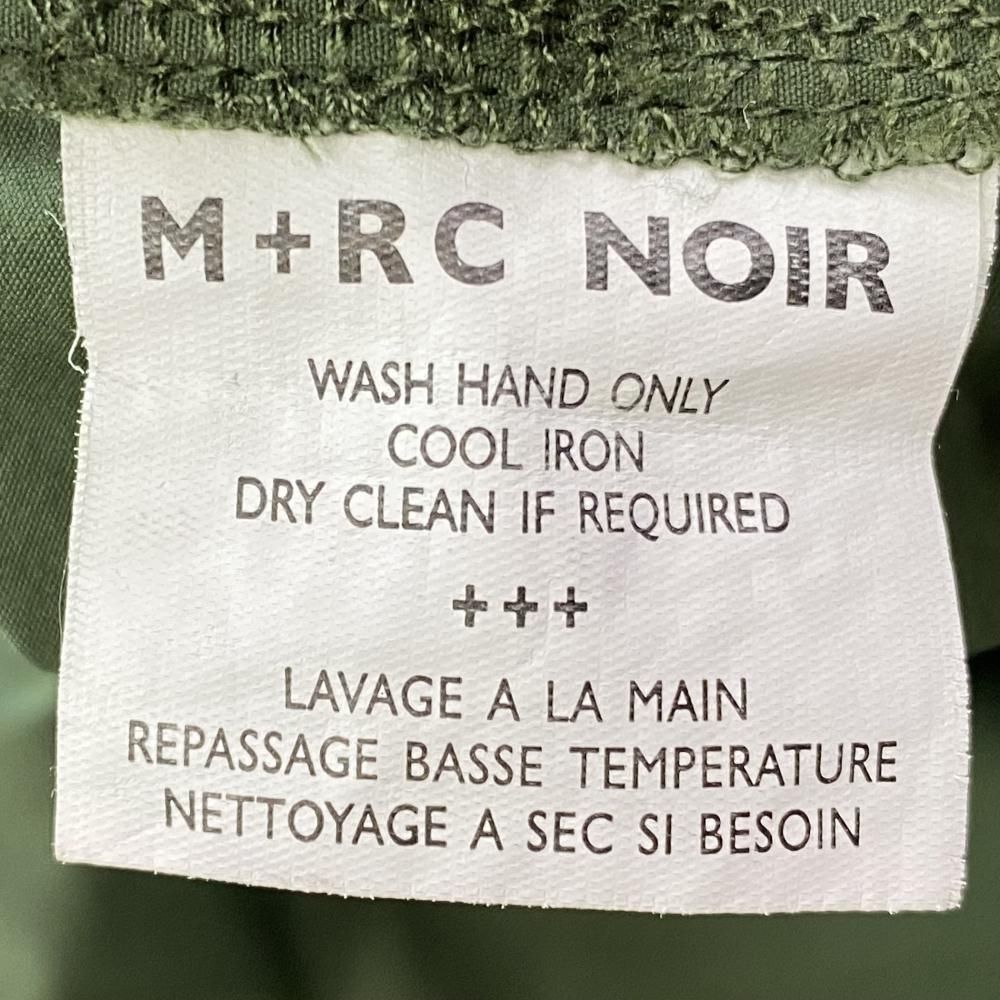 M+RC NOIR
WASH HAND ONLY
COOL IRON
DRY CLEAN IF REQUIRED
+++
LAVAGE A LA MAIN
REPASSAGE BASSE TEMPERATURE
NETTOYAGE A SEC SI BESOIN